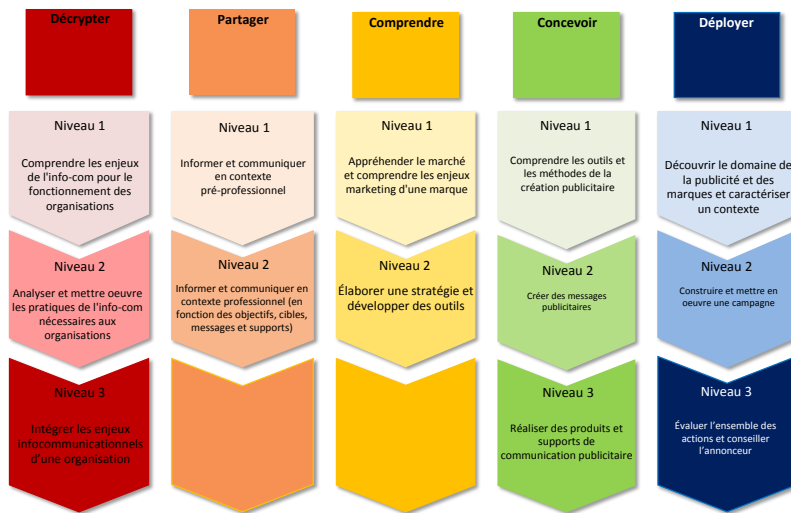 Décrypter
Partager
Comprendre
Concevoir
Déployer
Niveau 1
Comprendre les enjeux
de l'info-com pour le
fonctionnement des
organisations
Niveau 1
Informer et communiquer
en contexte
pré-professionnel
Niveau 1
Appréhender le marché
et comprendre les enjeux
marketing d'une marque
Niveau 1
Comprendre les outils et
les méthodes de la
création publicitaire
Niveau 1
Découvrir le domaine de
la publicité et des
marques et caractériser
un contexte
Niveau 2
Analyser et mettre oeuvre
les pratiques de l'info-com
nécessaires aux
organisations
Niveau 2
Informer et communiquer en
contexte professionnel (en
fonction des objectifs, cibles,
messages et supports)
Niveau 2
Élaborer une stratégie et
développer des outils
Niveau 2
Créer des messages
publicitaires
Niveau 2
Construire et mettre en
oeuvre une campagne
Niveau 3
Intégrer les enjeux
infocommunicationnels
d'une organisation
Niveau 3
Réaliser des produits et
supports de
communication publicitaire
Niveau 3
Évaluer l'ensemble des
actions et conseiller
l'annonceur